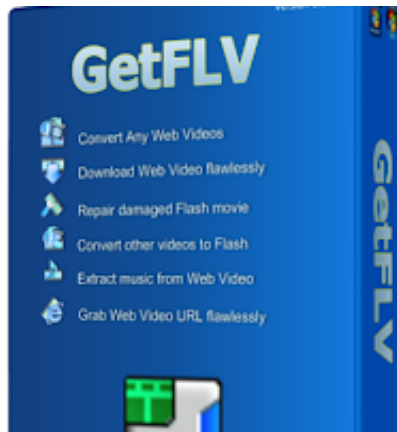 GetFLV
Convert Any Web Videos
Download Web Video flawlessly
Repair damaged Flash movie
Convert other videos to Flash
Extract music from Web Video
Grab Web Video URL flawlessly
GetFLV